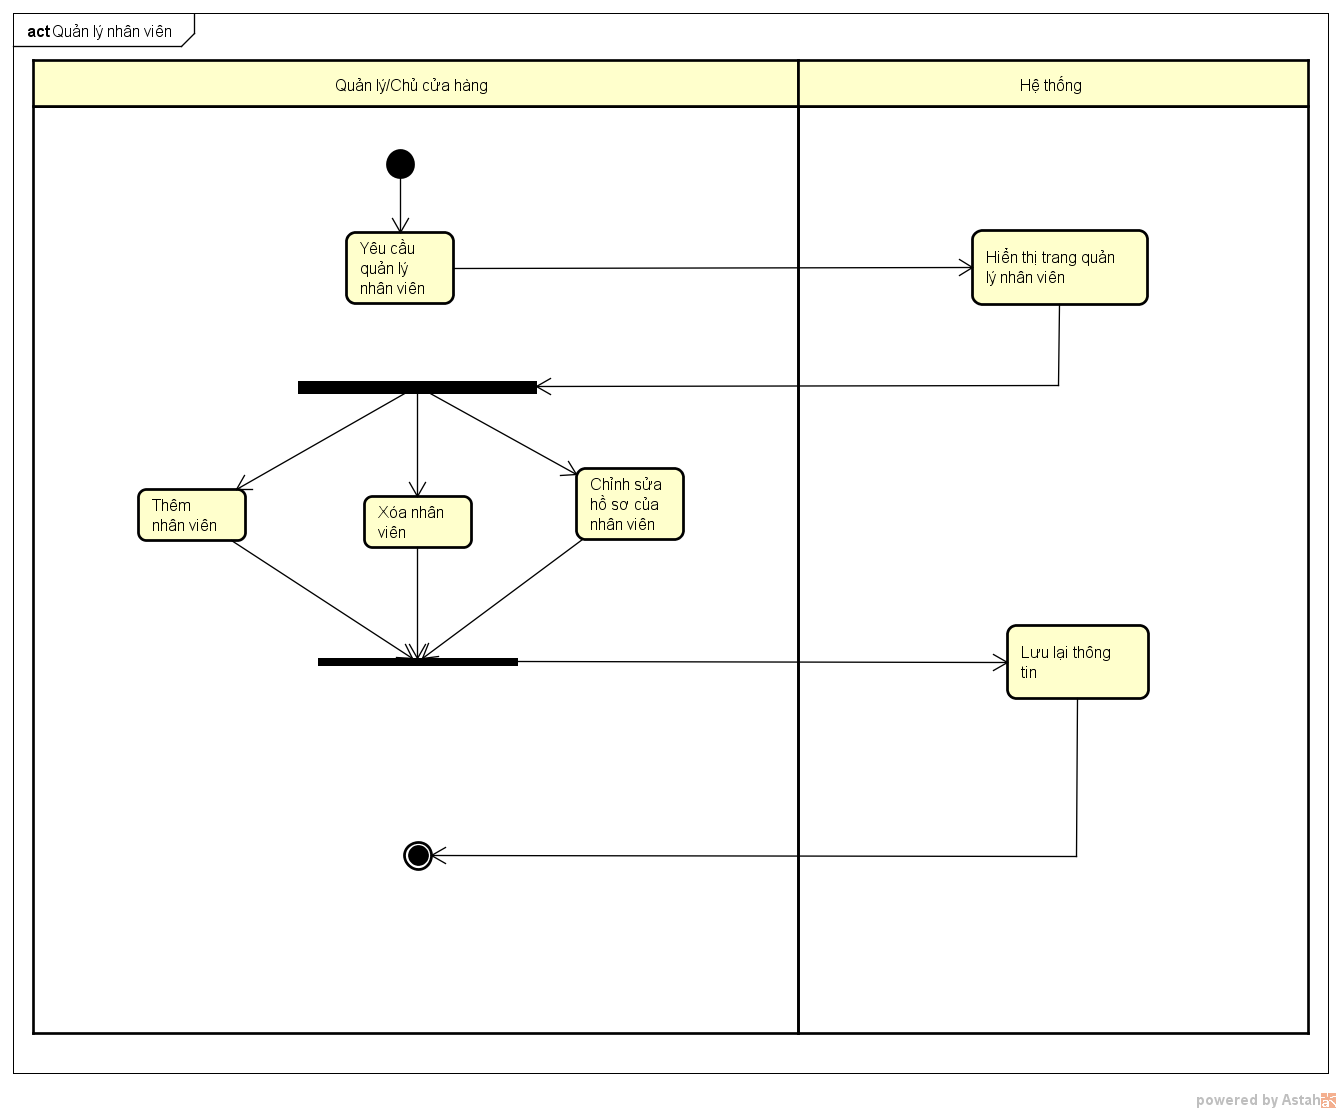 act Quản lý nhân viên
Quản lý/Chủ cửa hàng
Hệ thống
Yêu cầu
quản lý
nhân viên
Hiển thị trang quản
lý nhân viên
Thêm
nhân viên
Xóa nhân
viên
Chỉnh sửa
hồ sơ của
nhân viên
Lưu lại thông
tin
powered by Astah